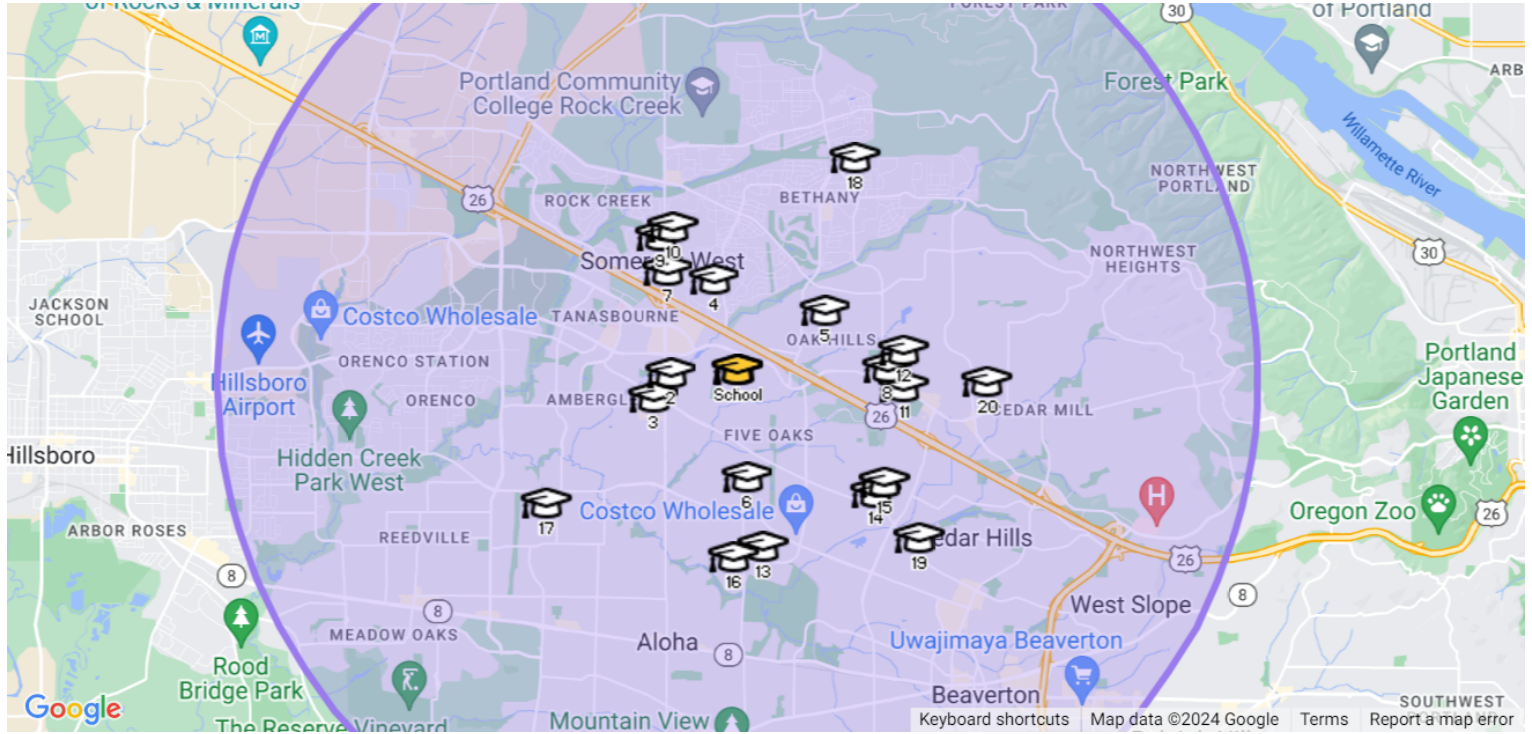 of Rocks & Minerals
FOREST PARK
30
of Portland
Portland Community
College Rock Creek
Forest Park
ARB
Willamette River
18
NORTHWEST
PORTLAND
26
ROCK CREEK
BETHANY
10
9
Somerset West
7
4
NORTHWEST
HEIGHTS
30
JACKSON
SCHOOL
Costco Wholesale
TANASBOURNE
5
OAK HILLS
ORENCO STATION
12
Portland
Japanese
Garden
Hillsboro
Airport
ORENCO
AMBERGL
2
3
School
8
11
26
20
CEDAR MILL
FIVE OAKS
Hillsboro
Hidden Creek
Park West
6
15
14
17
Costco Wholesale
H
Oregon Zoo
26
ARBOR ROSES
REEDVILLE
16
13
19
edar Hills
26
8
8
8
West Slope
MEADOW OAKS
Aloha
8
Uwajimaya Beaverton
Rood
Bridge Park
Beaverton
SOUTHWEST
Google
The Reserve Vineyard
Mountain View
Keyboard shortcuts
Map data ©2024 Google
Terms
Report a map error